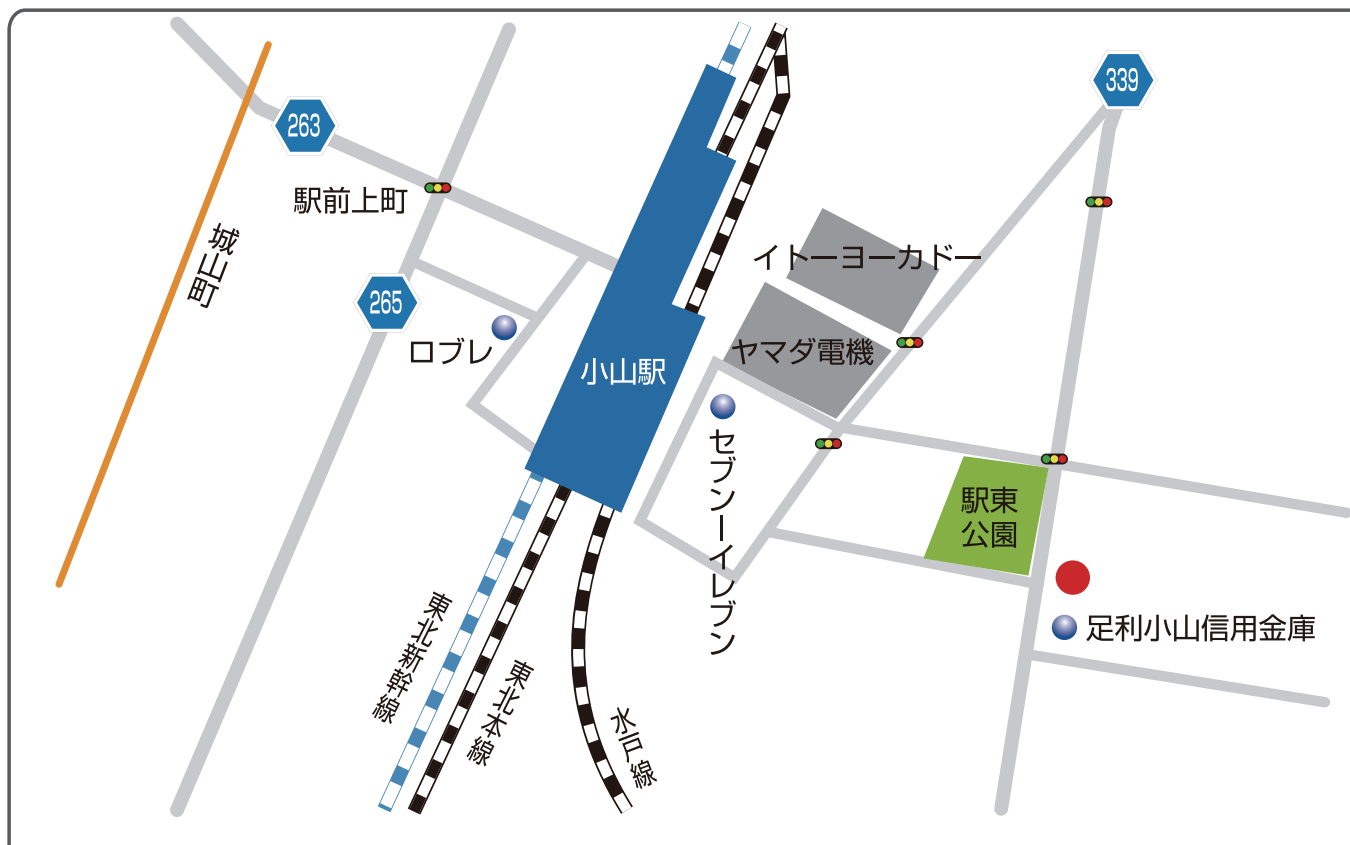 339
263
駅前上町
城山町
イトーヨーカドー
265
ロブレ
ヤマダ電機
小山駅
セブンーイレブン
駅東
公園
足利小山信用金庫
東北新幹線
東北本線
水戸線